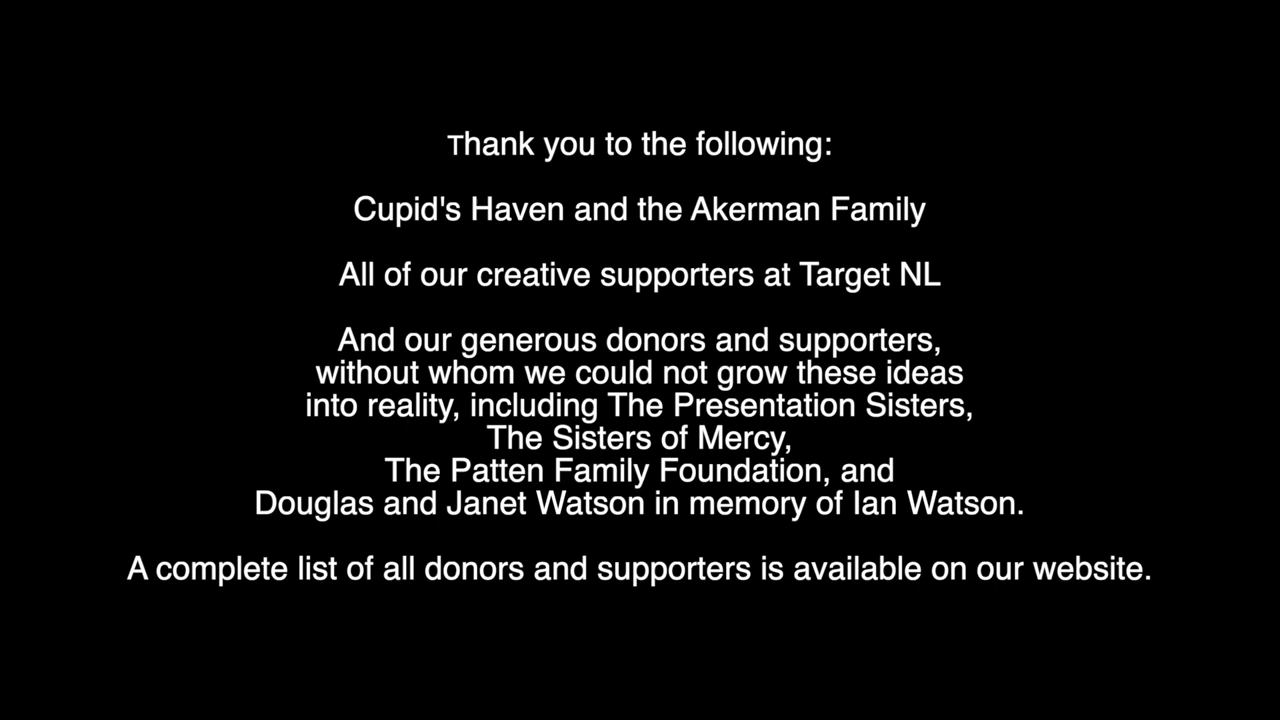 Thank you to the following:
Cupid's Haven and the Akerman Family
All of our creative supporters at Target NL
And our generous donors and supporters,
without whom we could not grow these ideas
into reality, including The Presentation Sisters,
The Sisters of Mercy,
The Patten Family Foundation, and
Douglas and Janet Watson in memory of Ian Watson.
A complete list of all donors and supporters is available on our website.